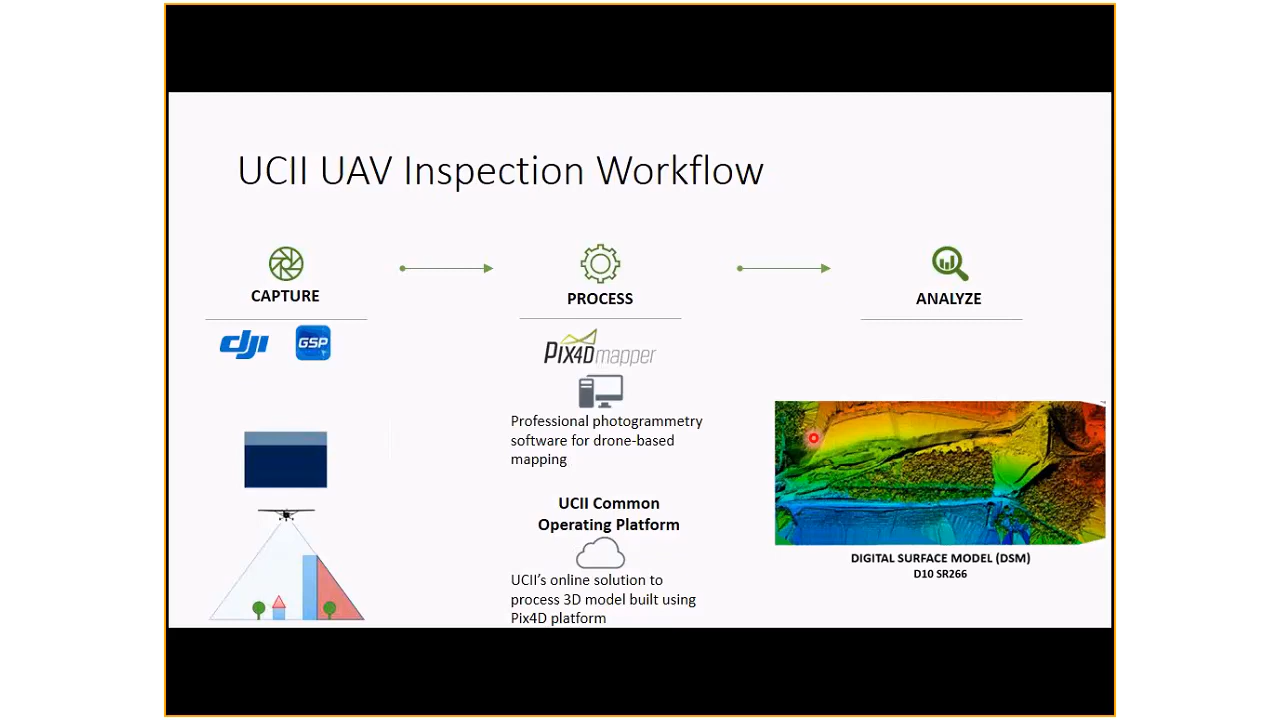 UCII UAV Inspection Workflow
CAPTURE
PROCESS
ANALYZE
dji
GSP
PIX4Dmapper
Professional photogrammetry
software for drone-based
mapping
UCII Common
Operating Platform
UCII's online solution to
process 3D model built using
Pix4D platform
DIGITAL SURFACE MODEL (DSM)
D10 SR266